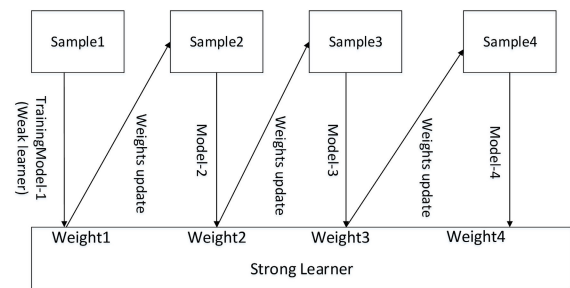 Sample1
Sample2
Sample3
Sample4
TrainingModel-1
(Weak learner)
Weights update
Model-2
Weights update
Model-3
Weights update
Model-4
Weight1
Weight2
Weight3
Weight4
Strong Learner